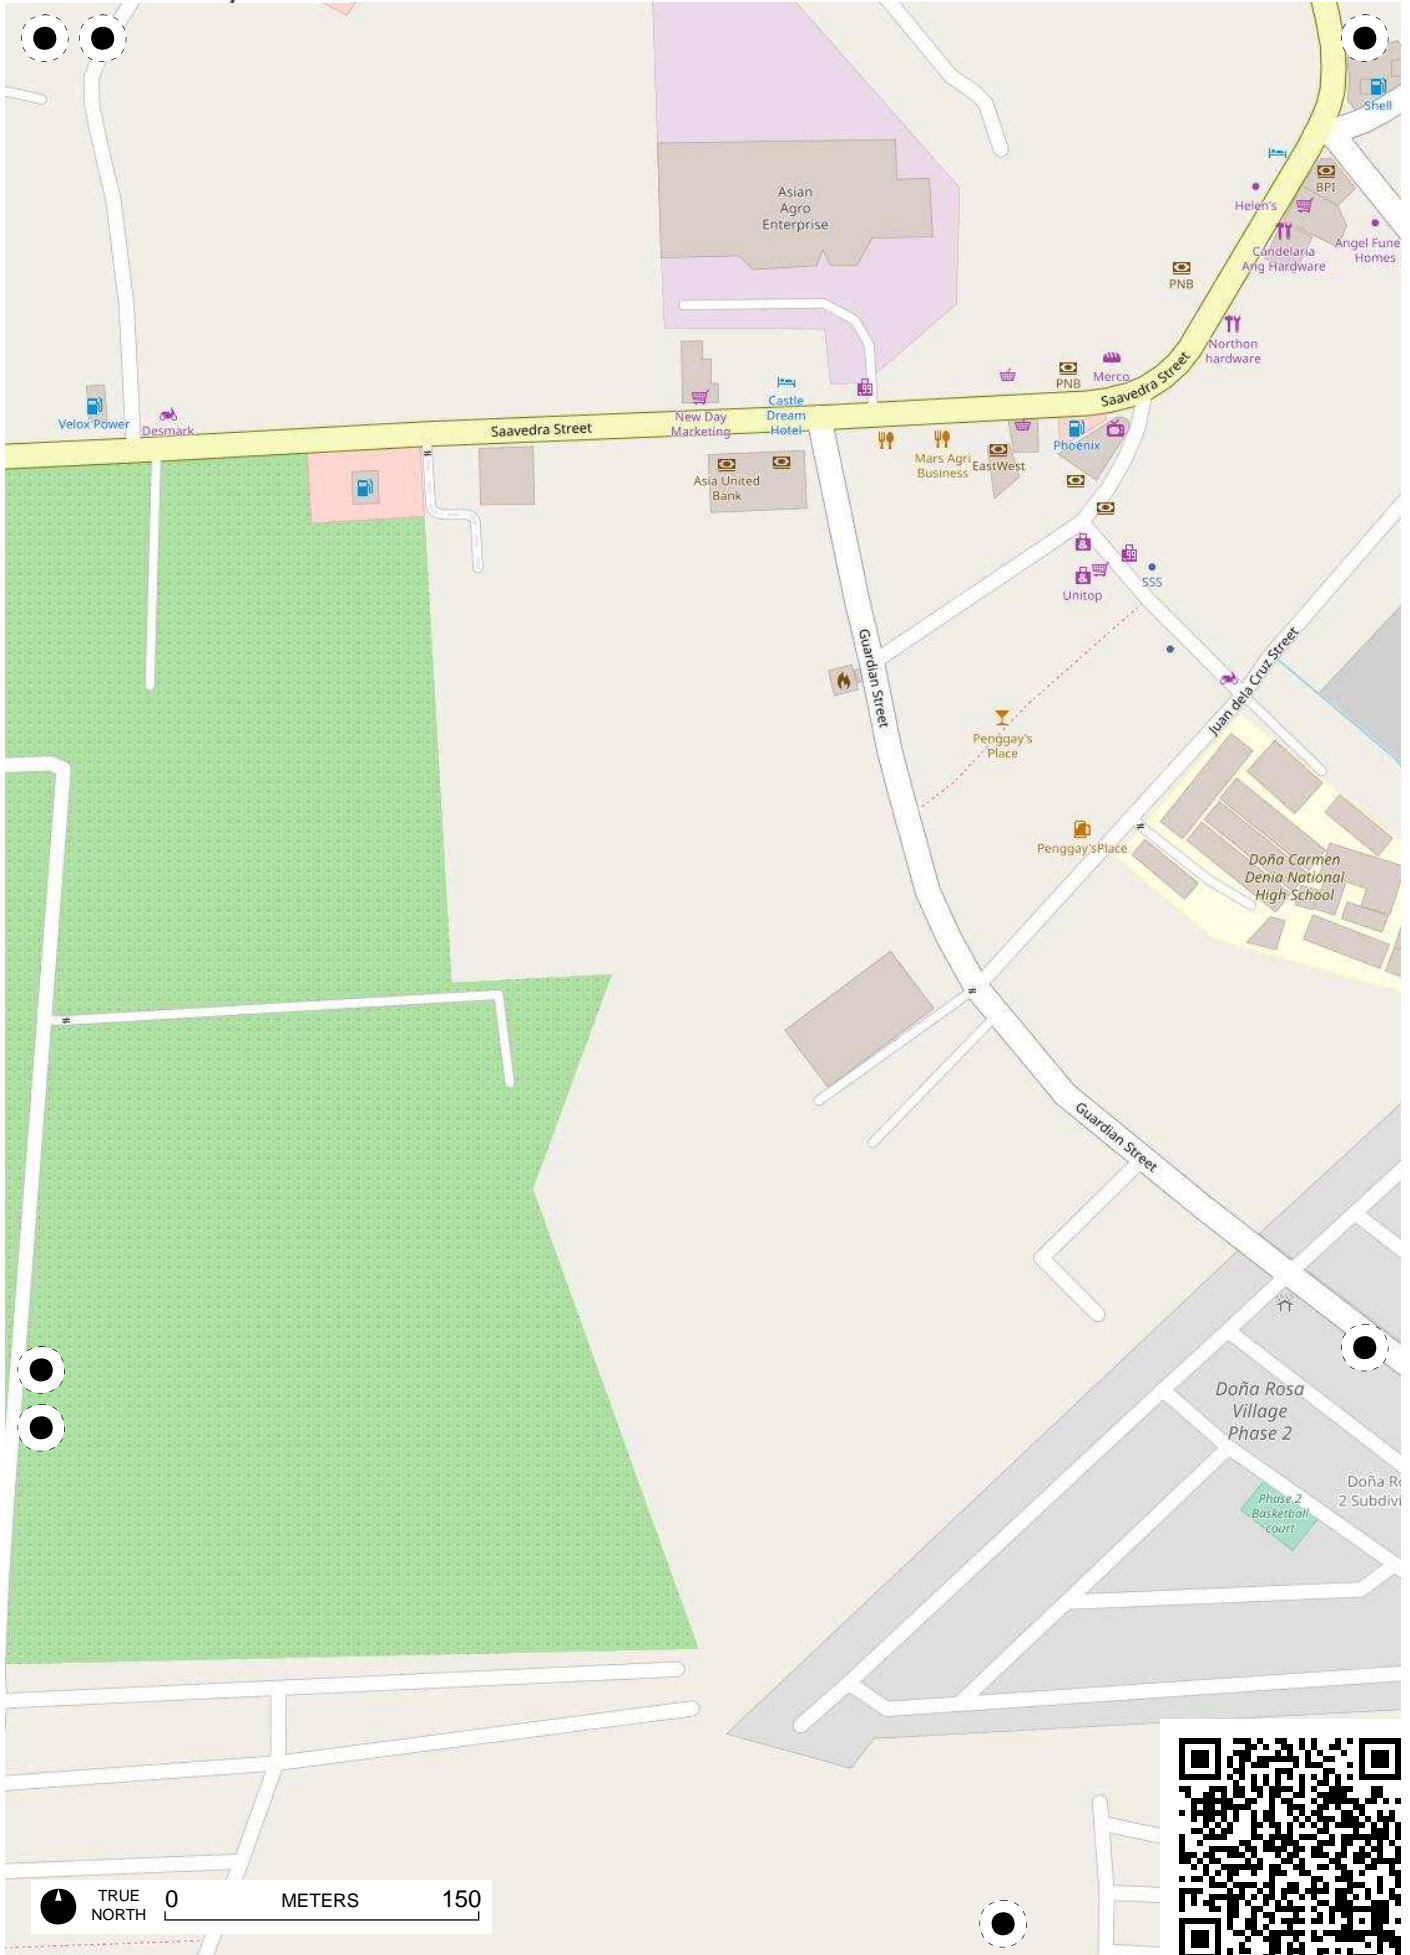 Shell
BPI
Helen's
Candelaria
Ang Hardware
Angel Fune
Homes
PNB
Northon
hardware
Asian
Agro
Enterprise
PNB
Merco
Saavedra Street
Velox Power
Desmark
Saavedra Street
New Day
Marketing
Castle
Dream
Hotel
Phoenix
Mars Agri
Business
EastWest
Asia United
Bank
SSS
Unitop
Guardian Street
Juan dela Cruz Street
Penggay's
Place
Penggay'sPlace
Doña Carmen
Denia National
High School
Guardian Street
Doña Rosa
Village
Phase 2
Doña Ro
2 Subdivi
Phase 2
Basketball
court
TRUE
NORTH
0 METERS 150